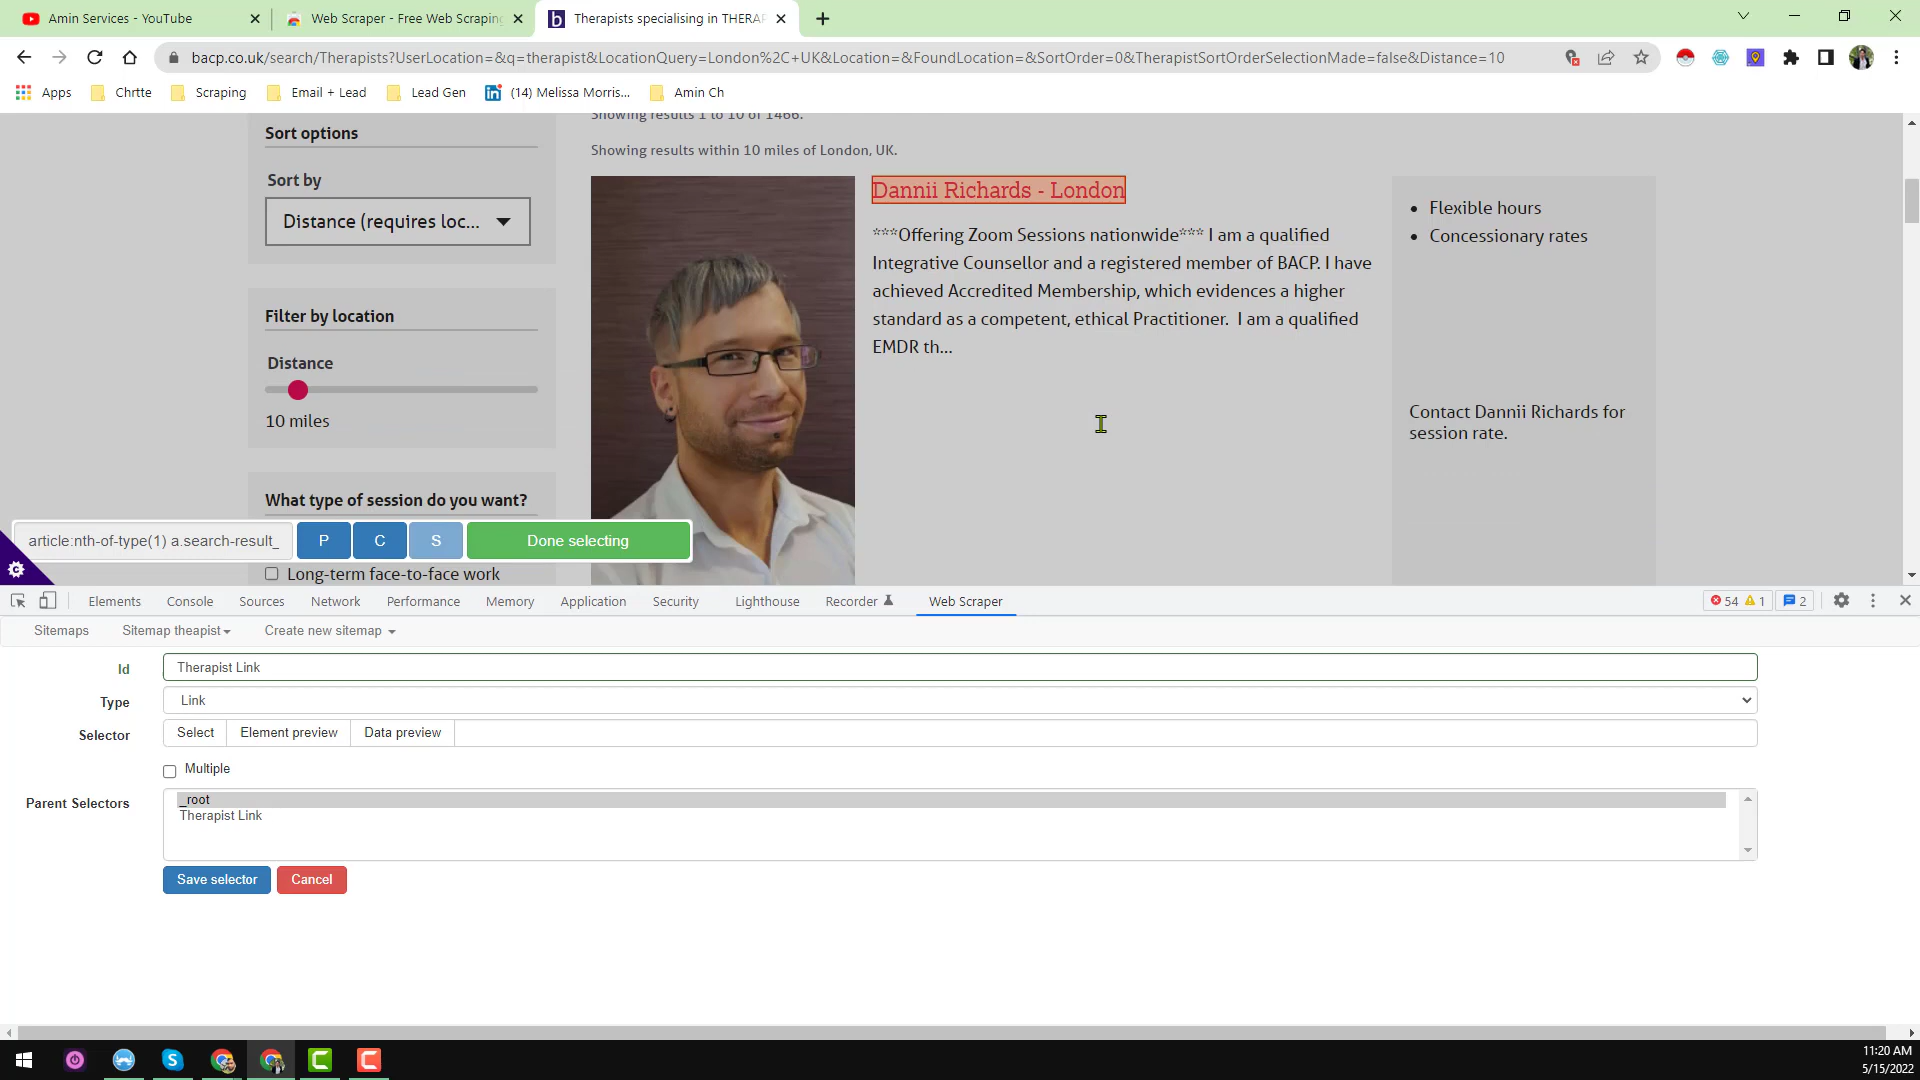 Amin Services - YouTube
Web Scraper - Free Web Scraping
Therapists specialising in THERA
bacp.co.uk/search/Therapists?UserLocation=&q=therapist&LocationQuery=London%2C+UK&Location=&FoundLocation=&SortOrder=0&TherapistSortOrderSelectionMade=false&Distance=10
Apps
Chrtte
Scraping
Email + Lead
Lead Gen
(14) Melissa Morris...
Amin Ch
Sort options
Sort by
Distance (requires loc...
Filter by location
Distance
10 miles
What type of session do you want?
Long-term face-to-face work
Showing results 1 to 10 of 1466.
Showing results within 10 miles of London, UK.
Dannii Richards - London
***Offering Zoom Sessions nationwide*** I am a qualified
Integrative Counsellor and a registered member of BACP. I have
achieved Accredited Membership, which evidences a higher
standard as a competent, ethical Practitioner.  I am a qualified
EMDR th...
Flexible hours
Concessionary rates
Contact Dannii Richards for
session rate.
article:nth-of-type(1) a.search-result_
P
C
S
Done selecting
Elements
Console
Sources
Network
Performance
Memory
Application
Security
Lighthouse
Recorder
Web Scraper
54
1
2
Sitemaps
Sitemap theapist
Create new sitemap
Id
Therapist Link
Type
Link
Selector
Select
Element preview
Data preview
Multiple
Parent Selectors
_root
Therapist Link
Save selector
Cancel
11:20 AM
5/15/2022